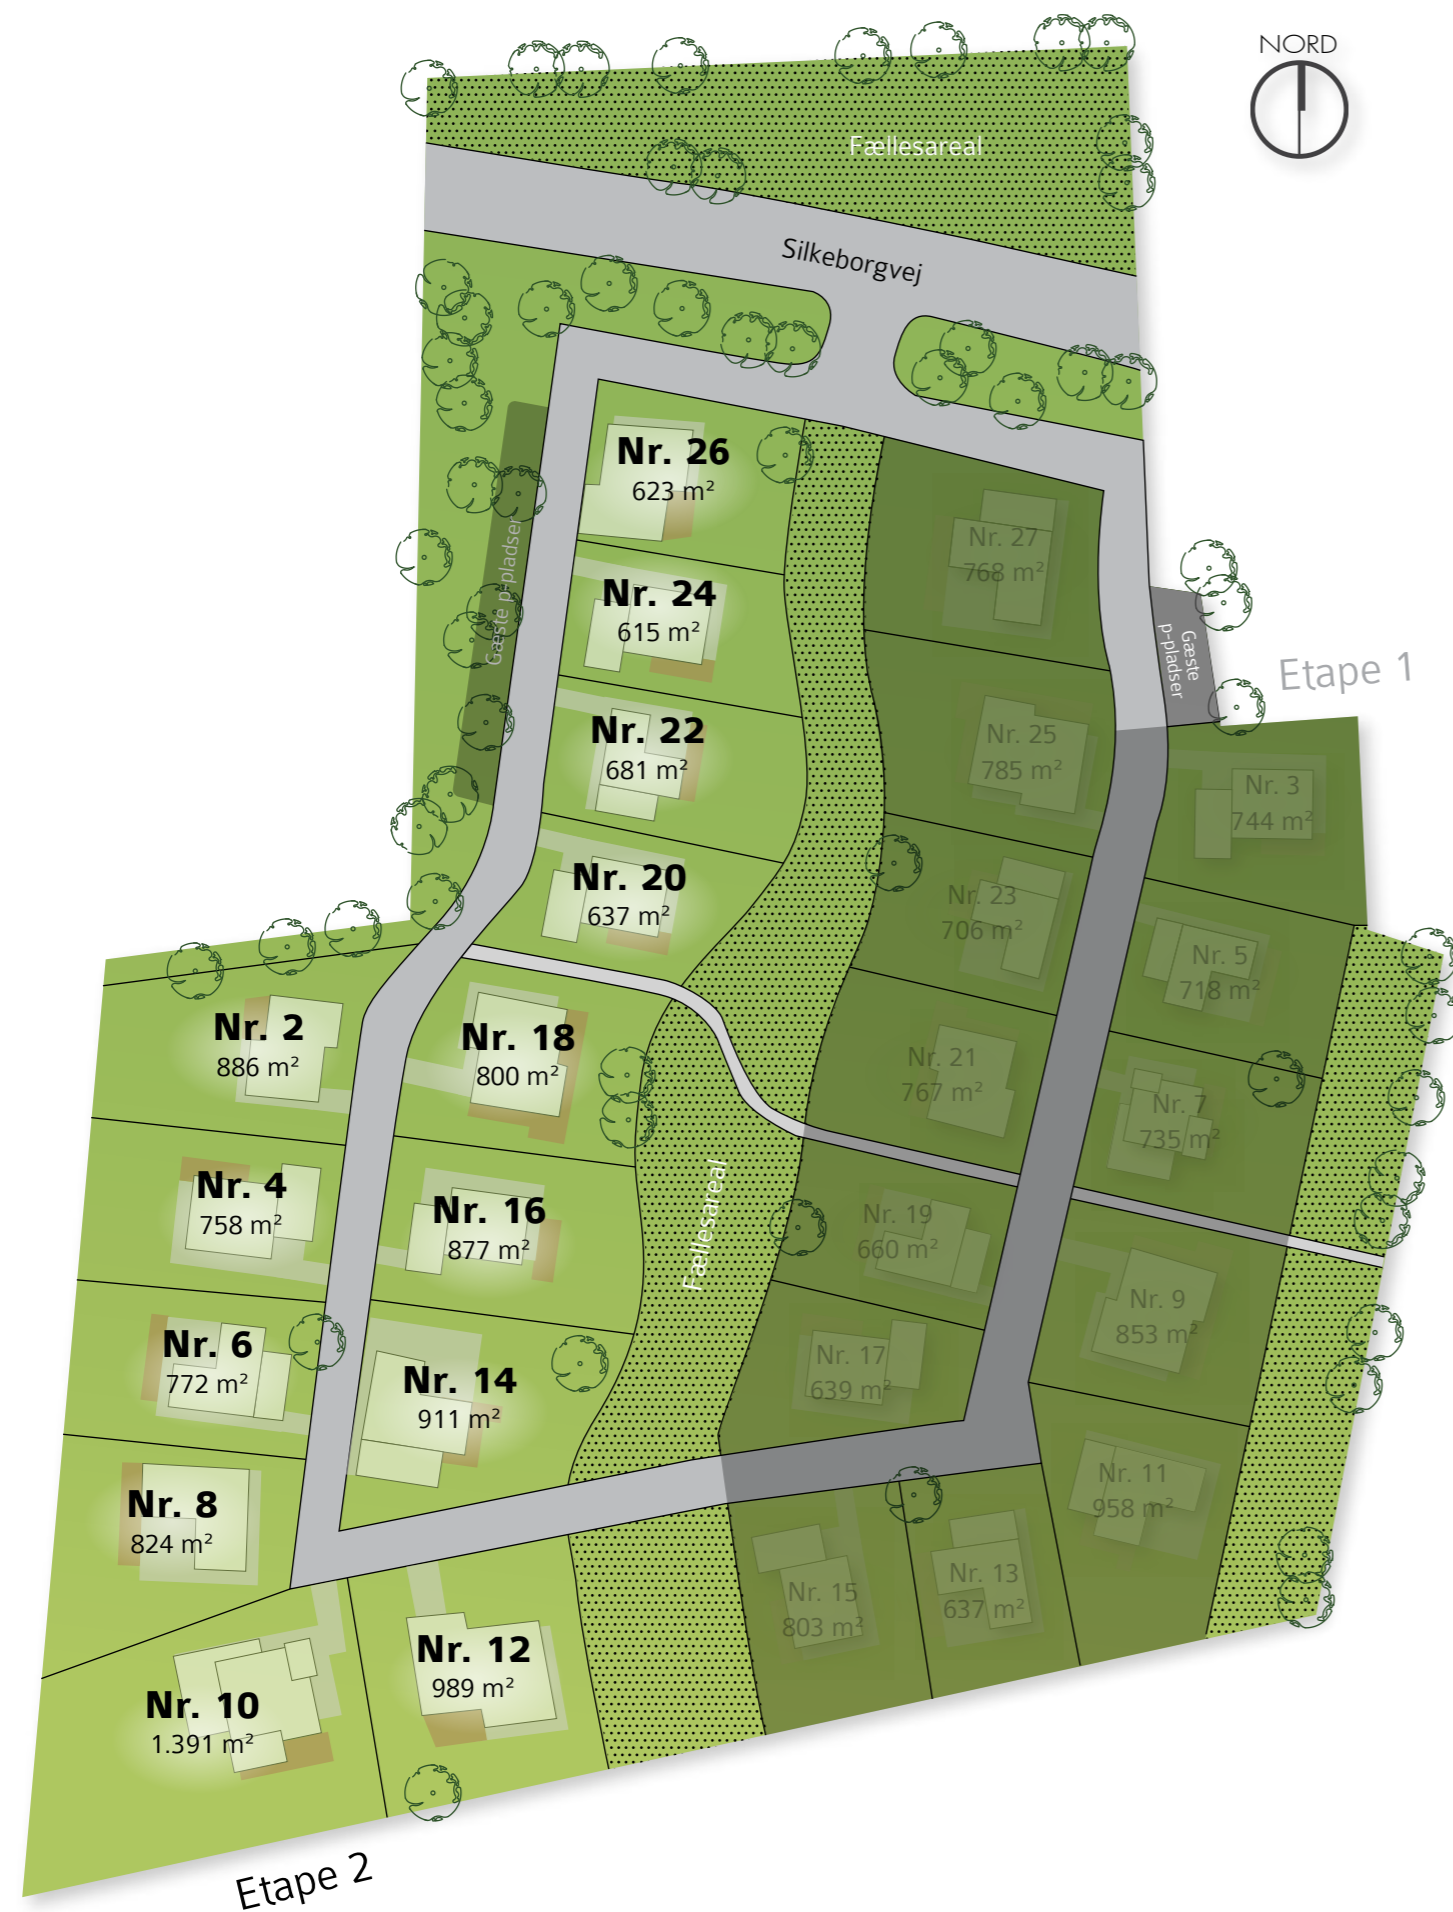 NORD
Fællesareal
Silkeborgvej
Nr. 26
623 m²
Nr. 27
768 m²
Gæste p-pladser
Nr. 24
615 m²
Gæste
p-pladser
Etape 1
Nr. 22
681 m²
Nr. 25
785 m²
Nr. 3
744 m²
Nr. 20
637 m²
Nr. 23
706 m²
Nr. 5
718 m²
Nr. 2
886 m²
Nr. 18
800 m²
Nr. 21
767 m²
Nr. 7
735 m²
Nr. 4
758 m²
Nr. 16
877 m²
Fællesareal
Nr. 19
660 m²
Nr. 9
853 m²
Nr. 6
772 m²
Nr. 14
911 m²
Nr. 17
639 m²
Nr. 8
824 m²
Nr. 11
958 m²
Nr. 15
803 m²
Nr. 13
637 m²
Nr. 10
1.391 m²
Nr. 12
989 m²
Etape 2